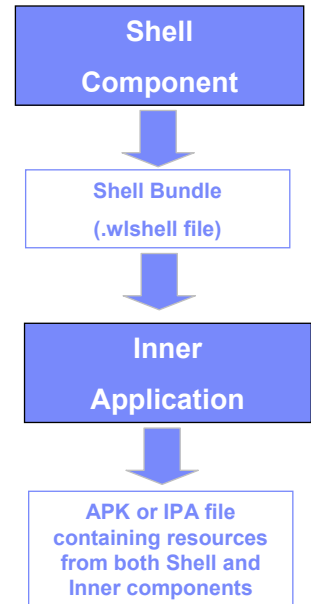 Shell
Component
Shell Bundle
(.wlshell file)
Inner
Application
APK or IPA file
containing resources
from both Shell and
Inner components